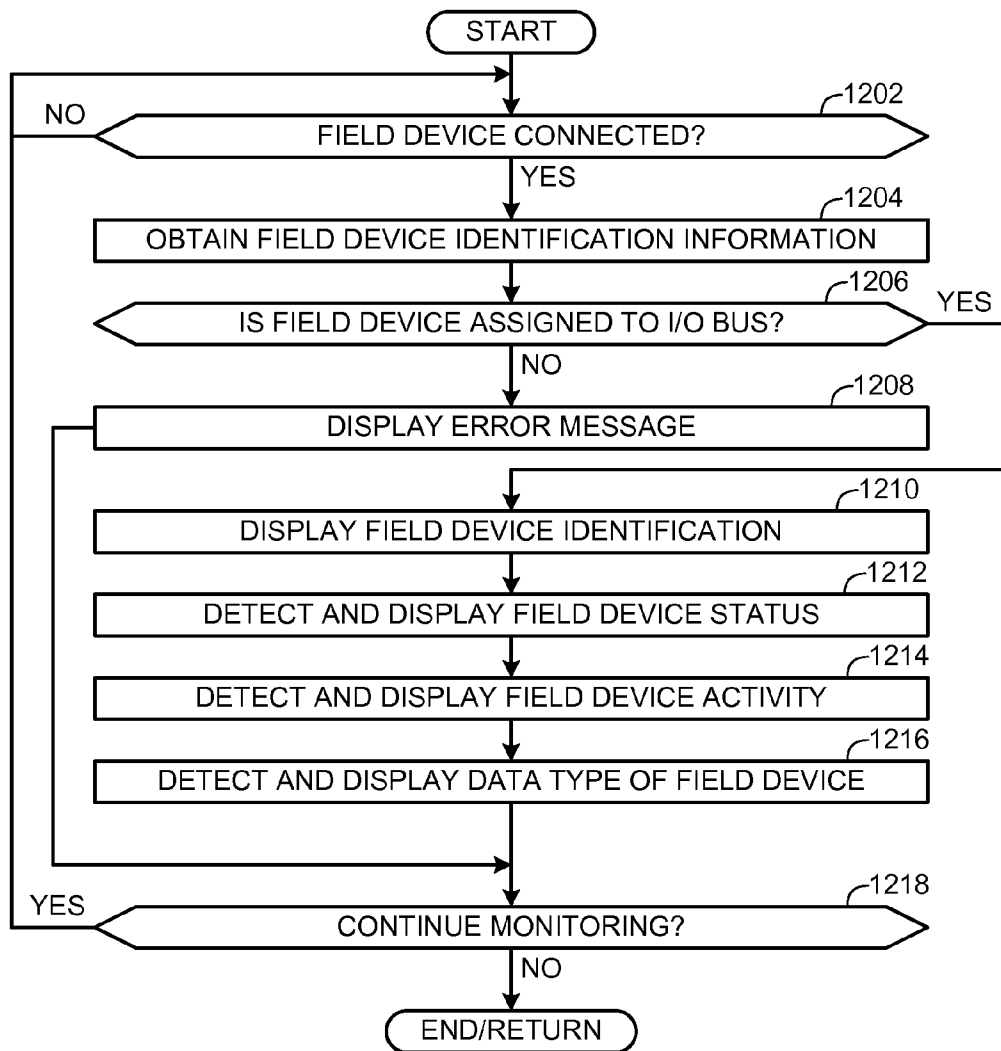 START
1202
NO
FIELD DEVICE CONNECTED?
YES
1204
OBTAIN FIELD DEVICE IDENTIFICATION INFORMATION
1206
YES
IS FIELD DEVICE ASSIGNED TO I/O BUS?
NO
1208
DISPLAY ERROR MESSAGE
1210
DISPLAY FIELD DEVICE IDENTIFICATION
1212
DETECT AND DISPLAY FIELD DEVICE STATUS
1214
DETECT AND DISPLAY FIELD DEVICE ACTIVITY
1216
DETECT AND DISPLAY DATA TYPE OF FIELD DEVICE
1218
YES
CONTINUE MONITORING?
NO
END/RETURN